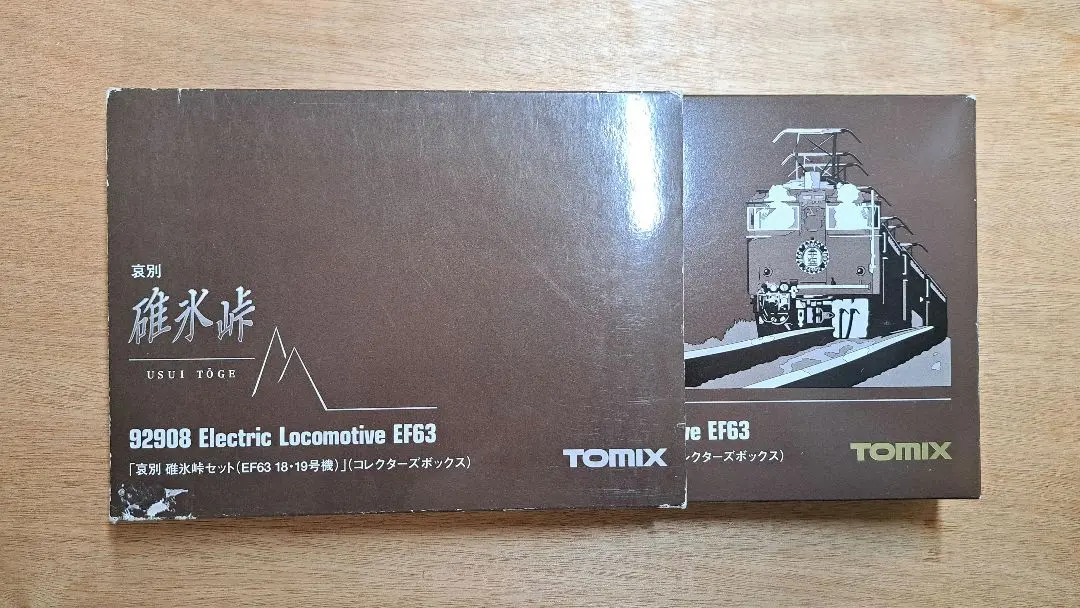 哀別
碓氷峠
USUI TŌGE
92908 Electric Locomotive EF63
「哀別 碓氷峠セット(EF63 18・19号機)」(コレクターズボックス)
TOMIX
ve EF63
クターズボックス)
TOMIX